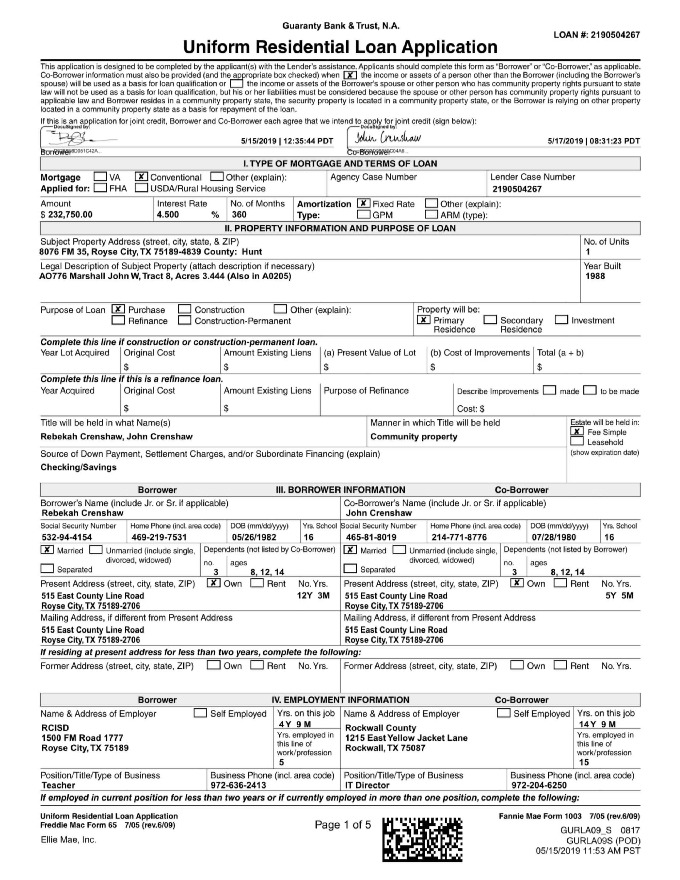 Guaranty Bank & Trust, N.A.
LOAN #: 2190504267
Uniform Residential Loan Application
This application is designed to be completed by the applicant(s) with the Lender's assistance. Applicants should complete this form as "Borrower" or "Co-Borrower," as applicable.
Co-Borrower information must also be provided (and the appropriate box checked) when [X] the income or assets of a person other than the Borrower (including the Borrower's
spouse) will be used as a basis for loan qualification or [ ] the income or assets of the Borrower's spouse or other person who has community property rights pursuant to state
law will not be used as a basis for loan qualification, but his or her liabilities must be considered because the spouse or other person has community property rights pursuant to
applicable law and Borrower resides in a community property state, the security property is located in a community property state, or the Borrower is relying on other property
located in a community property state as a basis for repayment of the loan.
If this is an application for joint credit, Borrower and Co-Borrower each agree that we intend to apply for joint credit (sign below):
DocuSigned by: DocuSigned by:
5/15/2019 | 12:35:44 PDT John Crenshaw 5/17/2019 | 08:31:23 PDT
Borrower Co-Borrower
I. TYPE OF MORTGAGE AND TERMS OF LOAN
Mortgage [ ] VA [X] Conventional [ ] Other (explain): Agency Case Number Lender Case Number
Applied for: [ ] FHA [ ] USDA/Rural Housing Service 2190504267
Amount Interest Rate No. of Months Amortization [X] Fixed Rate [ ] Other (explain):
$ 232,750.00 4.500 % 360 Type: [ ] GPM [ ] ARM (type):
II. PROPERTY INFORMATION AND PURPOSE OF LOAN
Subject Property Address (street, city, state, & ZIP) No. of Units
8076 FM 35, Royse City, TX 75189-4839 County: Hunt 1
Legal Description of Subject Property (attach description if necessary) Year Built
AO776 Marshall John W, Tract 8, Acres 3.444 (Also in A0205) 1988
Purpose of Loan [X] Purchase [ ] Construction [ ] Other (explain): Property will be:
[ ] Refinance [ ] Construction-Permanent [X] Primary Residence [ ] Secondary Residence [ ] Investment
Complete this line if construction or construction-permanent loan.
Year Lot Acquired Original Cost Amount Existing Liens (a) Present Value of Lot (b) Cost of Improvements Total (a + b)
$ $ $ $ $
Complete this line if this is a refinance loan.
Year Acquired Original Cost Amount Existing Liens Purpose of Refinance Describe Improvements [ ] made [ ] to be made
$ $ Cost: $
Title will be held in what Name(s) Manner in which Title will be held Estate will be held in:
Rebekah Crenshaw, John Crenshaw Community property [X] Fee Simple
[ ] Leasehold
Source of Down Payment, Settlement Charges, and/or Subordinate Financing (explain) (show expiration date)
Checking/Savings
Borrower III. BORROWER INFORMATION Co-Borrower
Borrower's Name (include Jr. or Sr. if applicable) Co-Borrower's Name (include Jr. or Sr. if applicable)
Rebekah Crenshaw John Crenshaw
Social Security Number Home Phone (incl. area code) DOB (mm/dd/yyyy) Yrs. School Social Security Number Home Phone (incl. area code) DOB (mm/dd/yyyy) Yrs. School
532-94-4154 469-219-7531 05/26/1982 16 465-81-8019 214-771-8776 07/28/1980 16
[X] Married [ ] Unmarried (include single, divorced, widowed) Dependents (not listed by Co-Borrower) [X] Married [ ] Unmarried (include single, divorced, widowed) Dependents (not listed by Borrower)
[ ] Separated no. 3 ages 8, 12, 14 [ ] Separated no. 3 ages 8, 12, 14
Present Address (street, city, state, ZIP) [X] Own [ ] Rent No. Yrs. Present Address (street, city, state, ZIP) [X] Own [ ] Rent No. Yrs.
515 East County Line Road 12Y 3M 515 East County Line Road 5Y 5M
Royse City, TX 75189-2706 Royse City, TX 75189-2706
Mailing Address, if different from Present Address Mailing Address, if different from Present Address
515 East County Line Road 515 East County Line Road
Royse City, TX 75189-2706 Royse City, TX 75189-2706
If residing at present address for less than two years, complete the following:
Former Address (street, city, state, ZIP) [ ] Own [ ] Rent No. Yrs. Former Address (street, city, state, ZIP) [ ] Own [ ] Rent No. Yrs.
Borrower IV. EMPLOYMENT INFORMATION Co-Borrower
Name & Address of Employer [ ] Self Employed Yrs. on this job Name & Address of Employer [ ] Self Employed Yrs. on this job
4 Y 9 M 14 Y 9 M
RCISD Rockwall County
1500 FM Road 1777 Yrs. employed in this line of work/profession 1215 East Yellow Jacket Lane Yrs. employed in this line of work/profession
Royse City, TX 75189 5 Rockwall, TX 75087 15
Position/Title/Type of Business Business Phone (incl. area code) Position/Title/Type of Business Business Phone (incl. area code)
Teacher 972-636-2413 IT Director 972-204-6250
If employed in current position for less than two years or if currently employed in more than one position, complete the following:
Uniform Residential Loan Application Fannie Mae Form 1003 7/05 (rev.6/09)
Freddie Mac Form 65 7/05 (rev.6/09)
Page 1 of 5
GURLA09_S 0817
Ellie Mae, Inc. GURLA09S (POD)
05/15/2019 11:53 AM PST